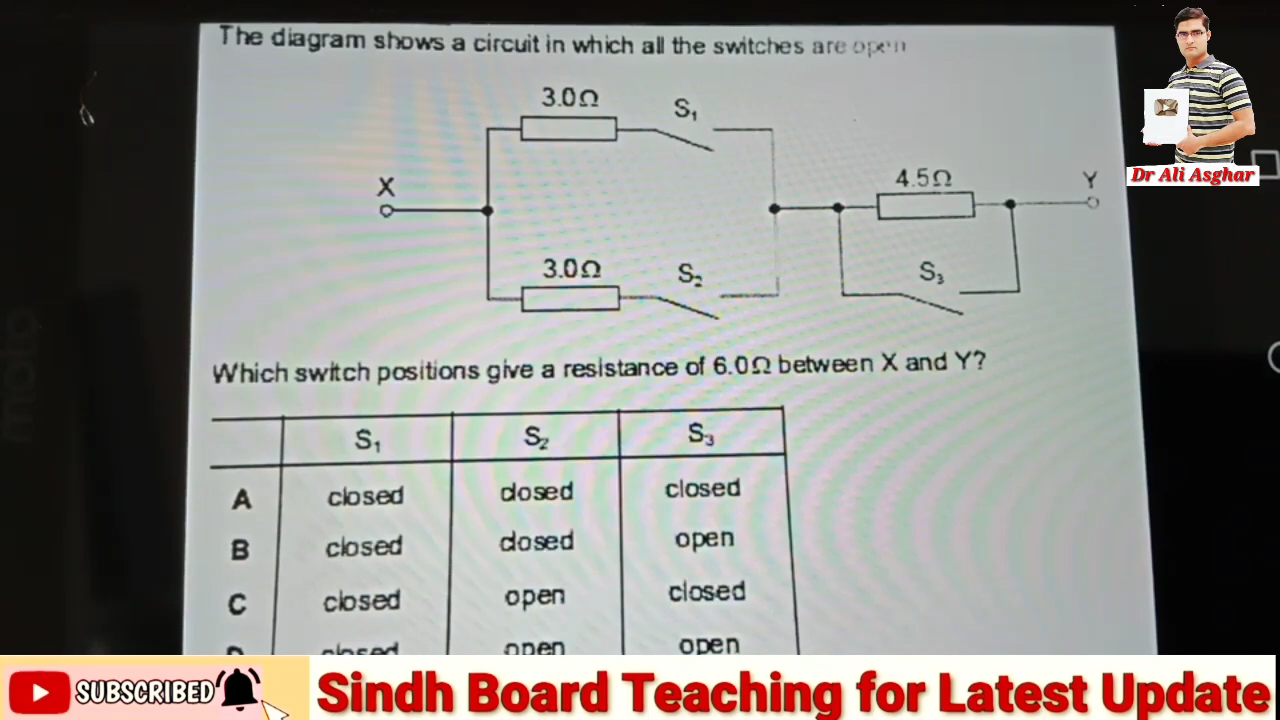 The diagram shows a circuit in which all the switches are open
3.0Ω
S₁
X
4.5Ω
Y
3.0Ω
S₂
S₃
Which switch positions give a resistance of 6.0Ω between X and Y?
S₁ S₂ S₃
A closed closed closed
B closed closed open
C closed open closed
D closed open open
Dr Ali Asghar
moto
SUBSCRIBED
Sindh Board Teaching for Latest Update